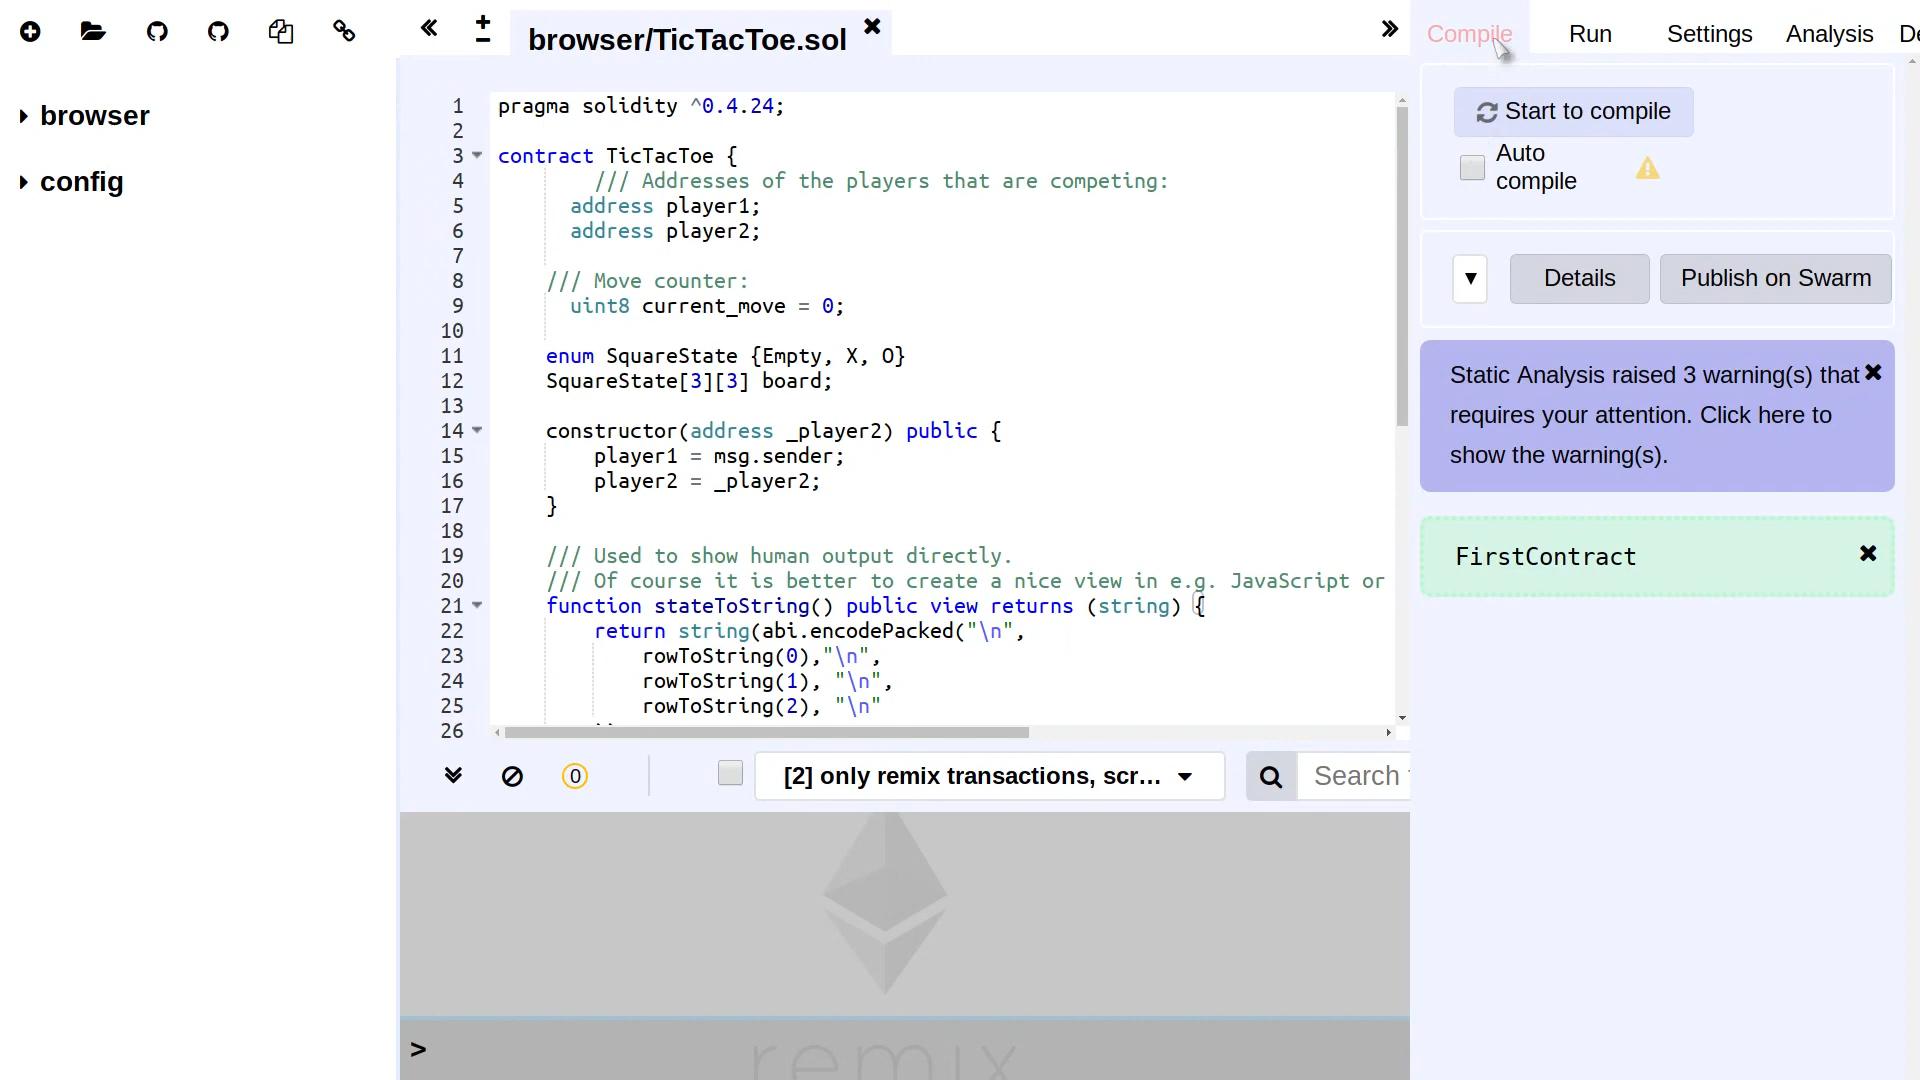 browser
config
browser/TicTacToe.sol
1 pragma solidity ^0.4.24;
2
3 contract TicTacToe {
4 /// Addresses of the players that are competing:
5 address player1;
6 address player2;
7
8 /// Move counter:
9 uint8 current_move = 0;
10
11 enum SquareState {Empty, X, O}
12 SquareState[3][3] board;
13
14 constructor(address _player2) public {
15 player1 = msg.sender;
16 player2 = _player2;
17 }
18
19 /// Used to show human output directly.
20 /// Of course it is better to create a nice view in e.g. JavaScript or
21 function stateToString() public view returns (string) {
22 return string(abi.encodePacked("\n",
23 rowToString(0),"\n",
24 rowToString(1), "\n",
25 rowToString(2), "\n"
26
0
[2] only remix transactions, scr...
Search
>
remix
Compile Run Settings Analysis De
Start to compile
Auto
compile
Details
Publish on Swarm
Static Analysis raised 3 warning(s) that
requires your attention. Click here to
show the warning(s).
FirstContract